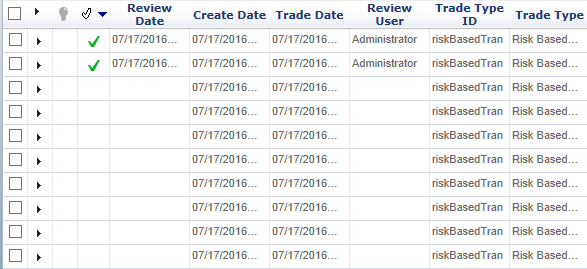 Review Date Create Date Trade Date Review User Trade Type ID Trade Type
07/17/2016... 07/17/2016... 07/17/2016... Administrator riskBasedTran Risk Based...
07/17/2016... 07/17/2016... 07/17/2016... Administrator riskBasedTran Risk Based...
07/17/2016... 07/17/2016... riskBasedTran Risk Based...
07/17/2016... 07/17/2016... riskBasedTran Risk Based...
07/17/2016... 07/17/2016... riskBasedTran Risk Based...
07/17/2016... 07/17/2016... riskBasedTran Risk Based...
07/17/2016... 07/17/2016... riskBasedTran Risk Based...
07/17/2016... 07/17/2016... riskBasedTran Risk Based...
07/17/2016... 07/17/2016... riskBasedTran Risk Based...
07/17/2016... 07/17/2016... riskBasedTran Risk Based...